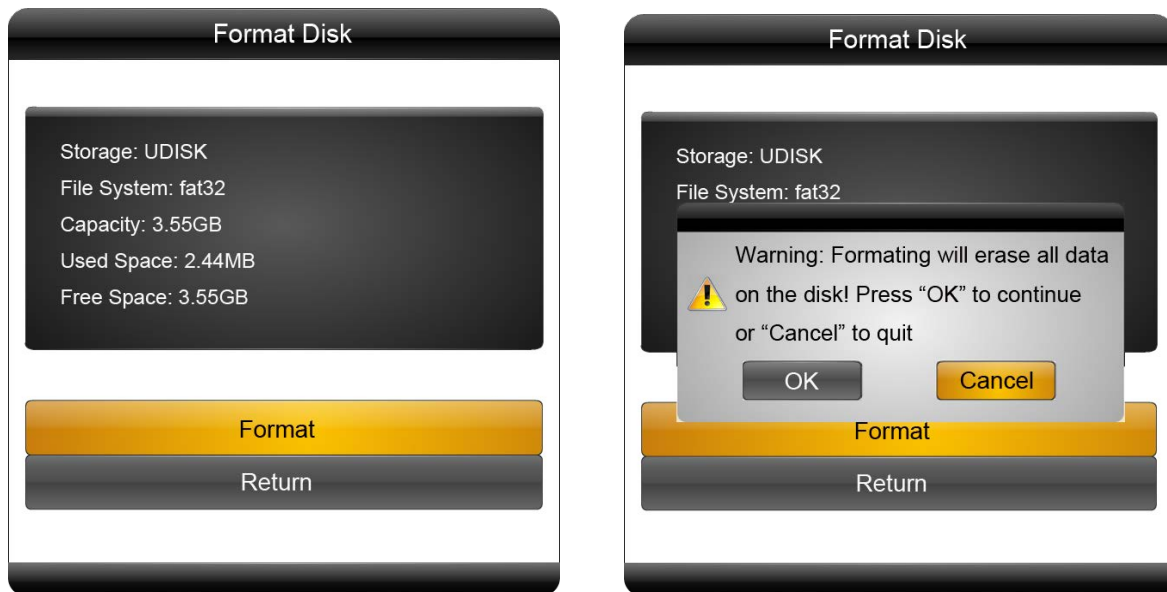 Format Disk
Storage: UDISK
File System: fat32
Capacity: 3.55GB
Used Space: 2.44MB
Free Space: 3.55GB
Format
Return
Format Disk
Storage: UDISK
File System: fat32
Warning: Formating will erase all data
on the disk! Press “OK” to continue
or “Cancel” to quit
OK Cancel
Format
Return